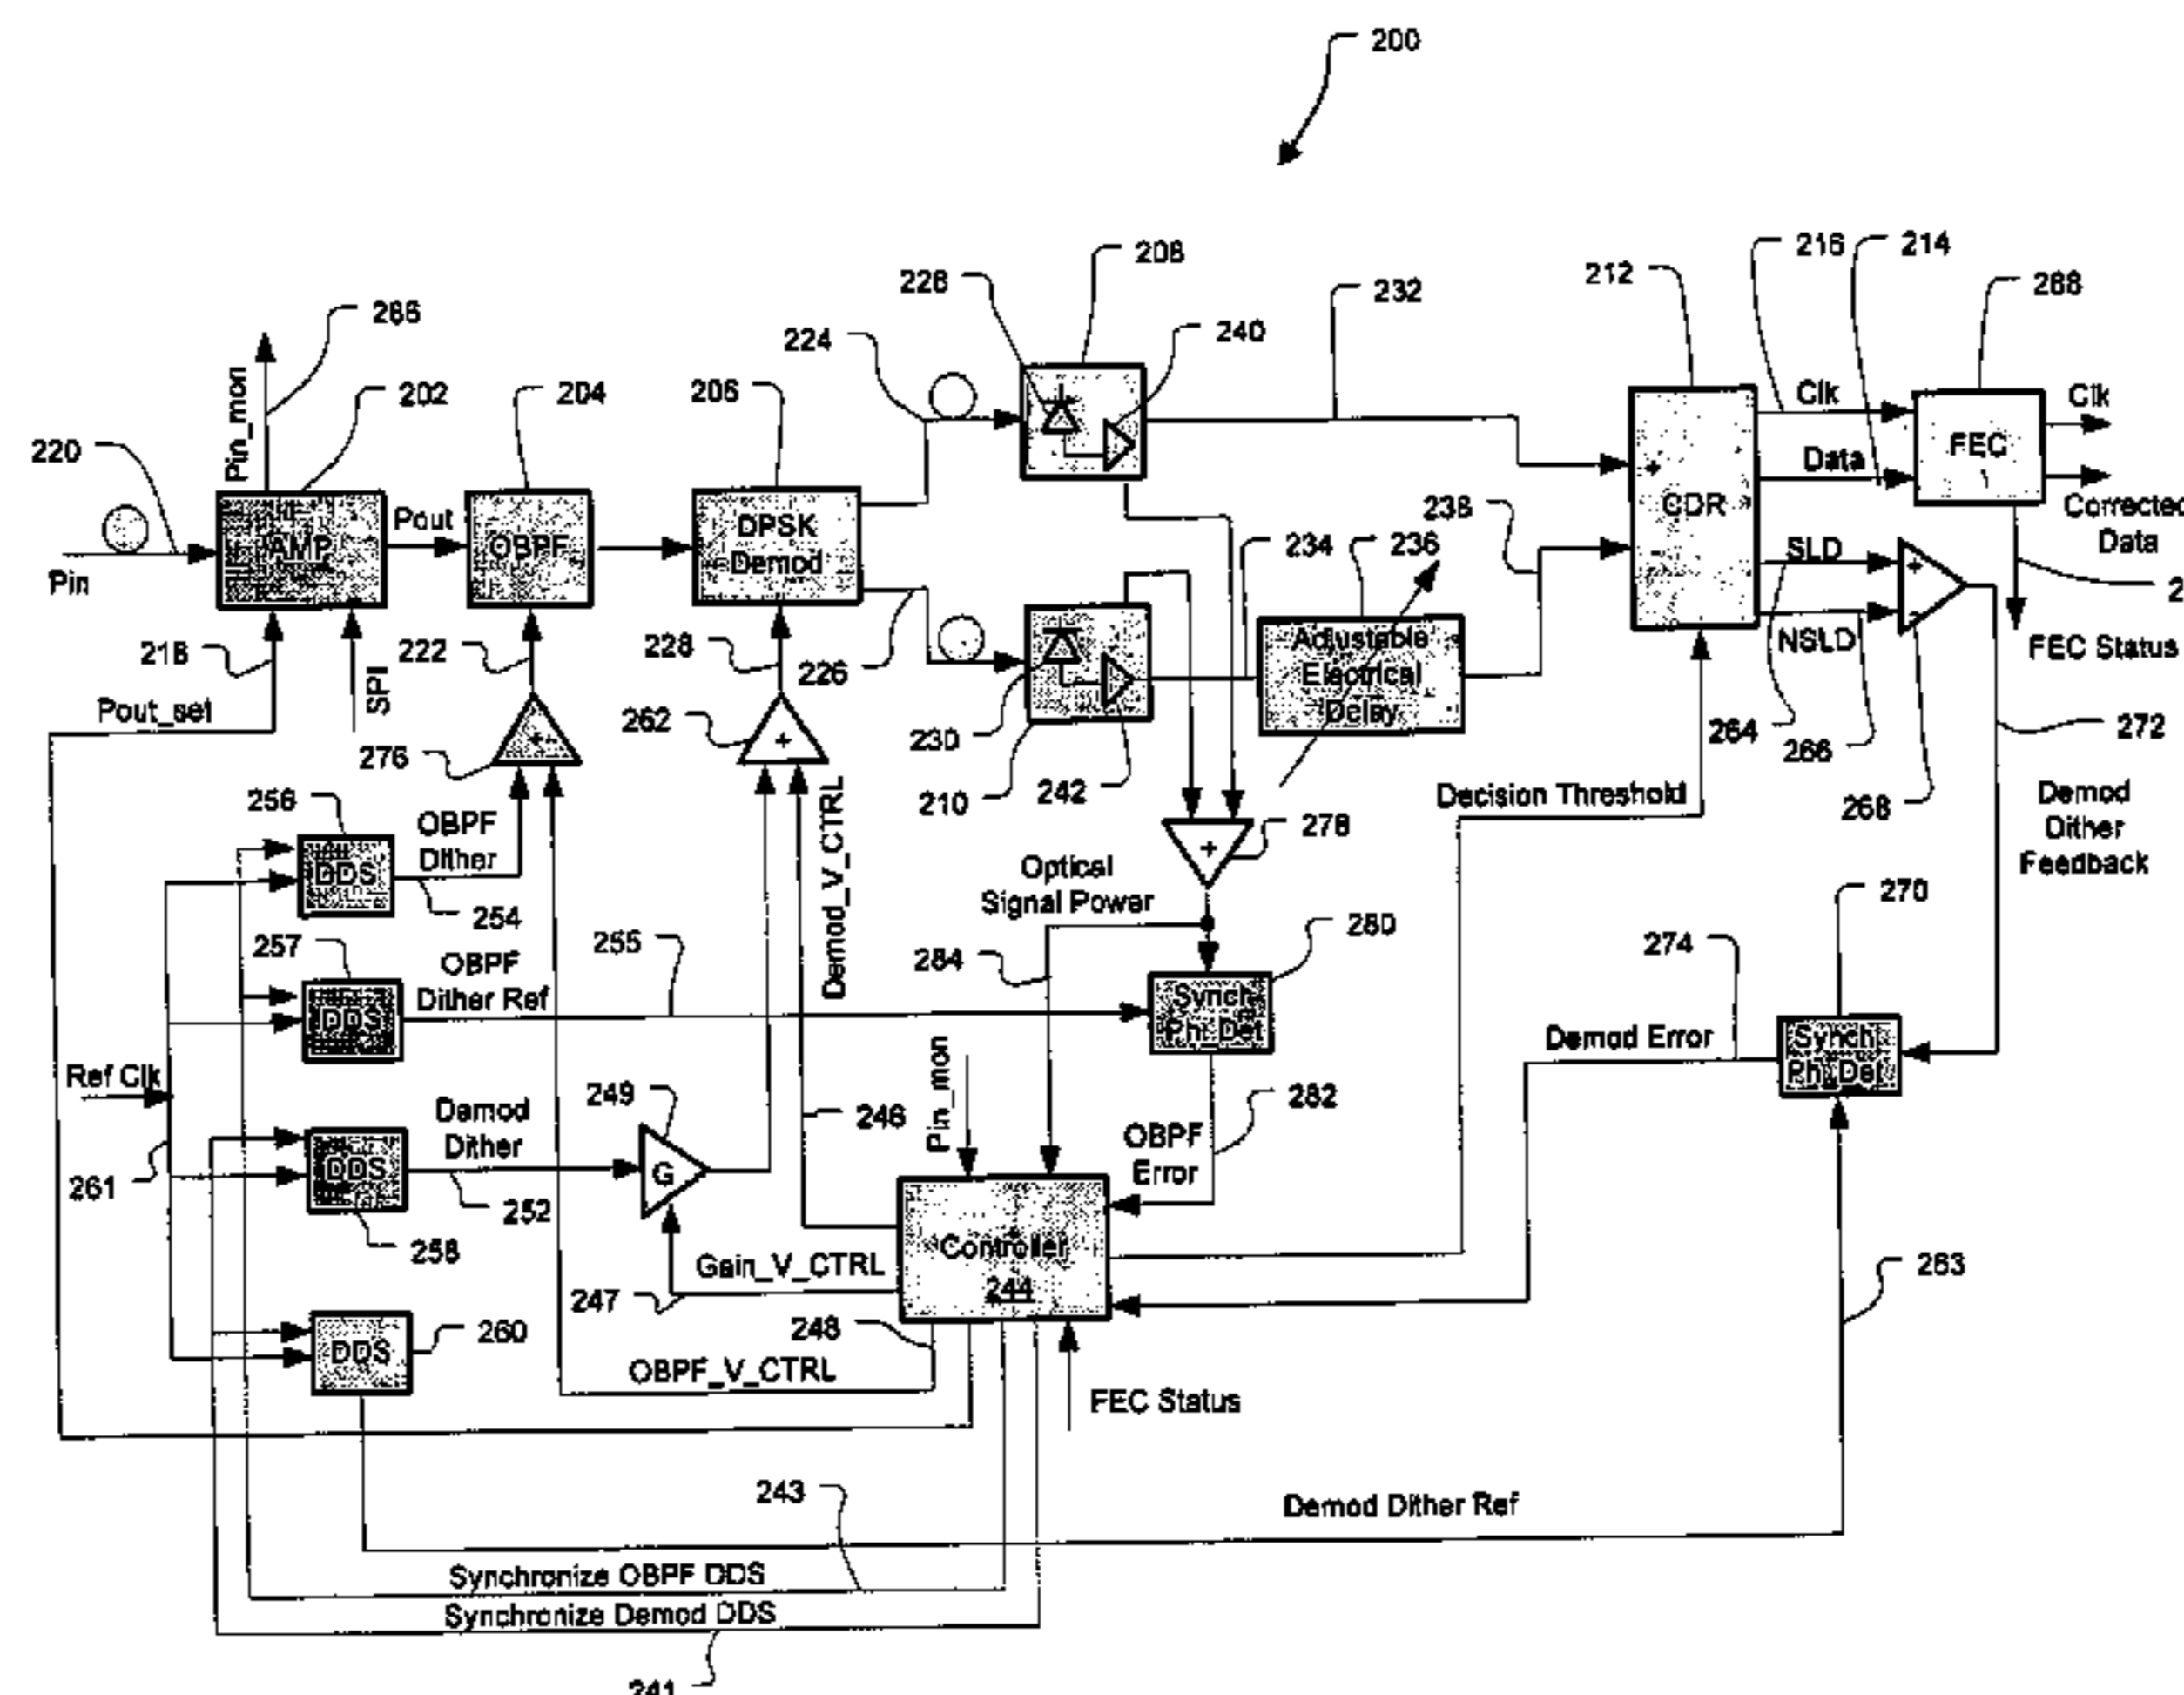 200
208
228
232
212
216
214
288
286
224
240
202
206
204
Pin_mon
220
Clk
Clk
FEC
Data
Corrected
Data
Pout
DPSK
Demod
238
CDR
AMP
OBPF
234
236
SLD
Pin
218
222
228
226
Adjustable
Electrical
Delay
NSLD
FEC Status
SPI
Pout_set
262
230
264
266
272
276
210
242
Decision Threshold
268
Demod
Dither
Feedback
256
OBPF
Dither
Demod_V_CTRL
278
DDS
Optical
Signal Power
254
270
257
OBPF
Dither Ref
255
284
280
274
DDS
Synch
Ph_Det
Demod Error
Synch
Ph_Det
Ref Clk
249
Pin_mon
Demod
Dither
246
282
OBPF
Error
261
DDS
G
252
258
Controller
244
Gain_V_CTRL
263
247
260
DDS
248
OBPF_V_CTRL
FEC Status
243
Demod Dither Ref
Synchronize OBPF DDS
Synchronize Demod DDS
241